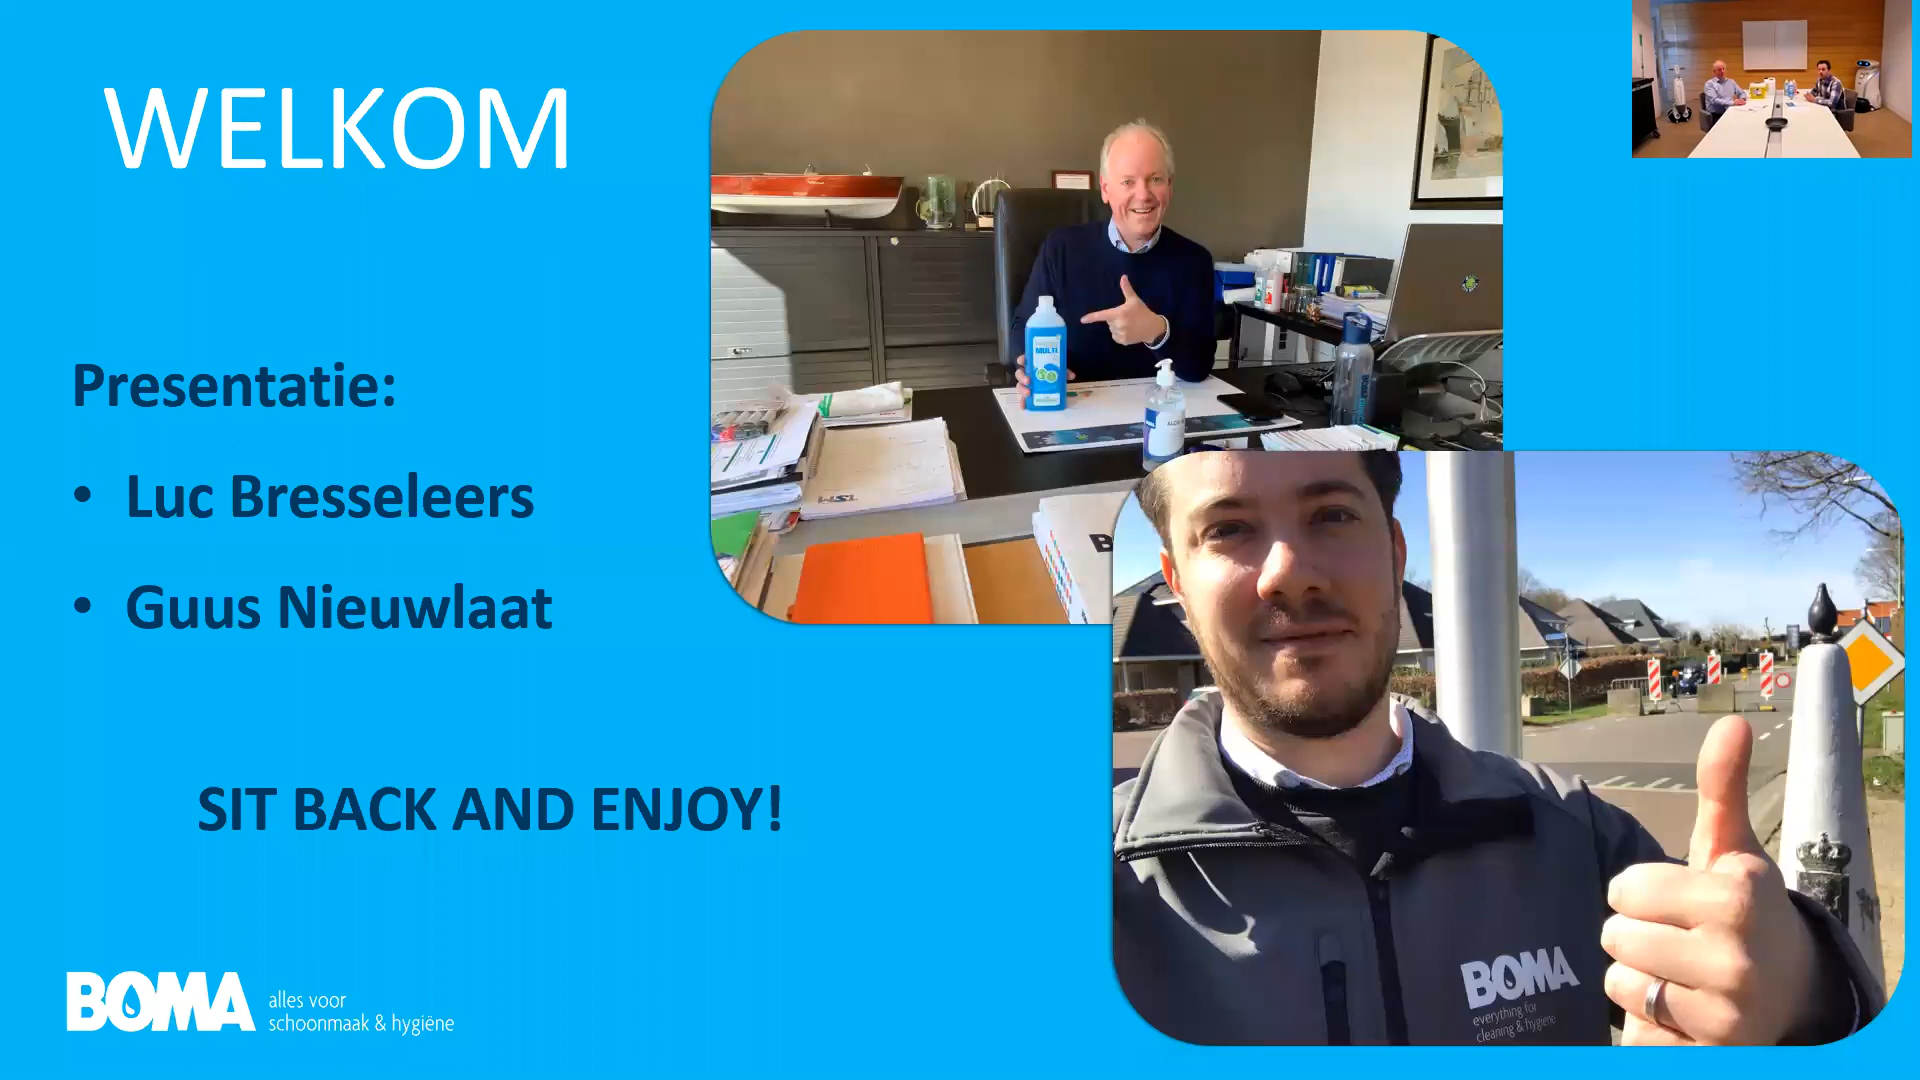 WELKOM
Presentatie:
• Luc Bresseleers
• Guus Nieuwlaat
SIT BACK AND ENJOY!
BOMA
alles voor
schoonmaak & hygiëne
MULTI
BOMA
everything for
cleaning & hygiene